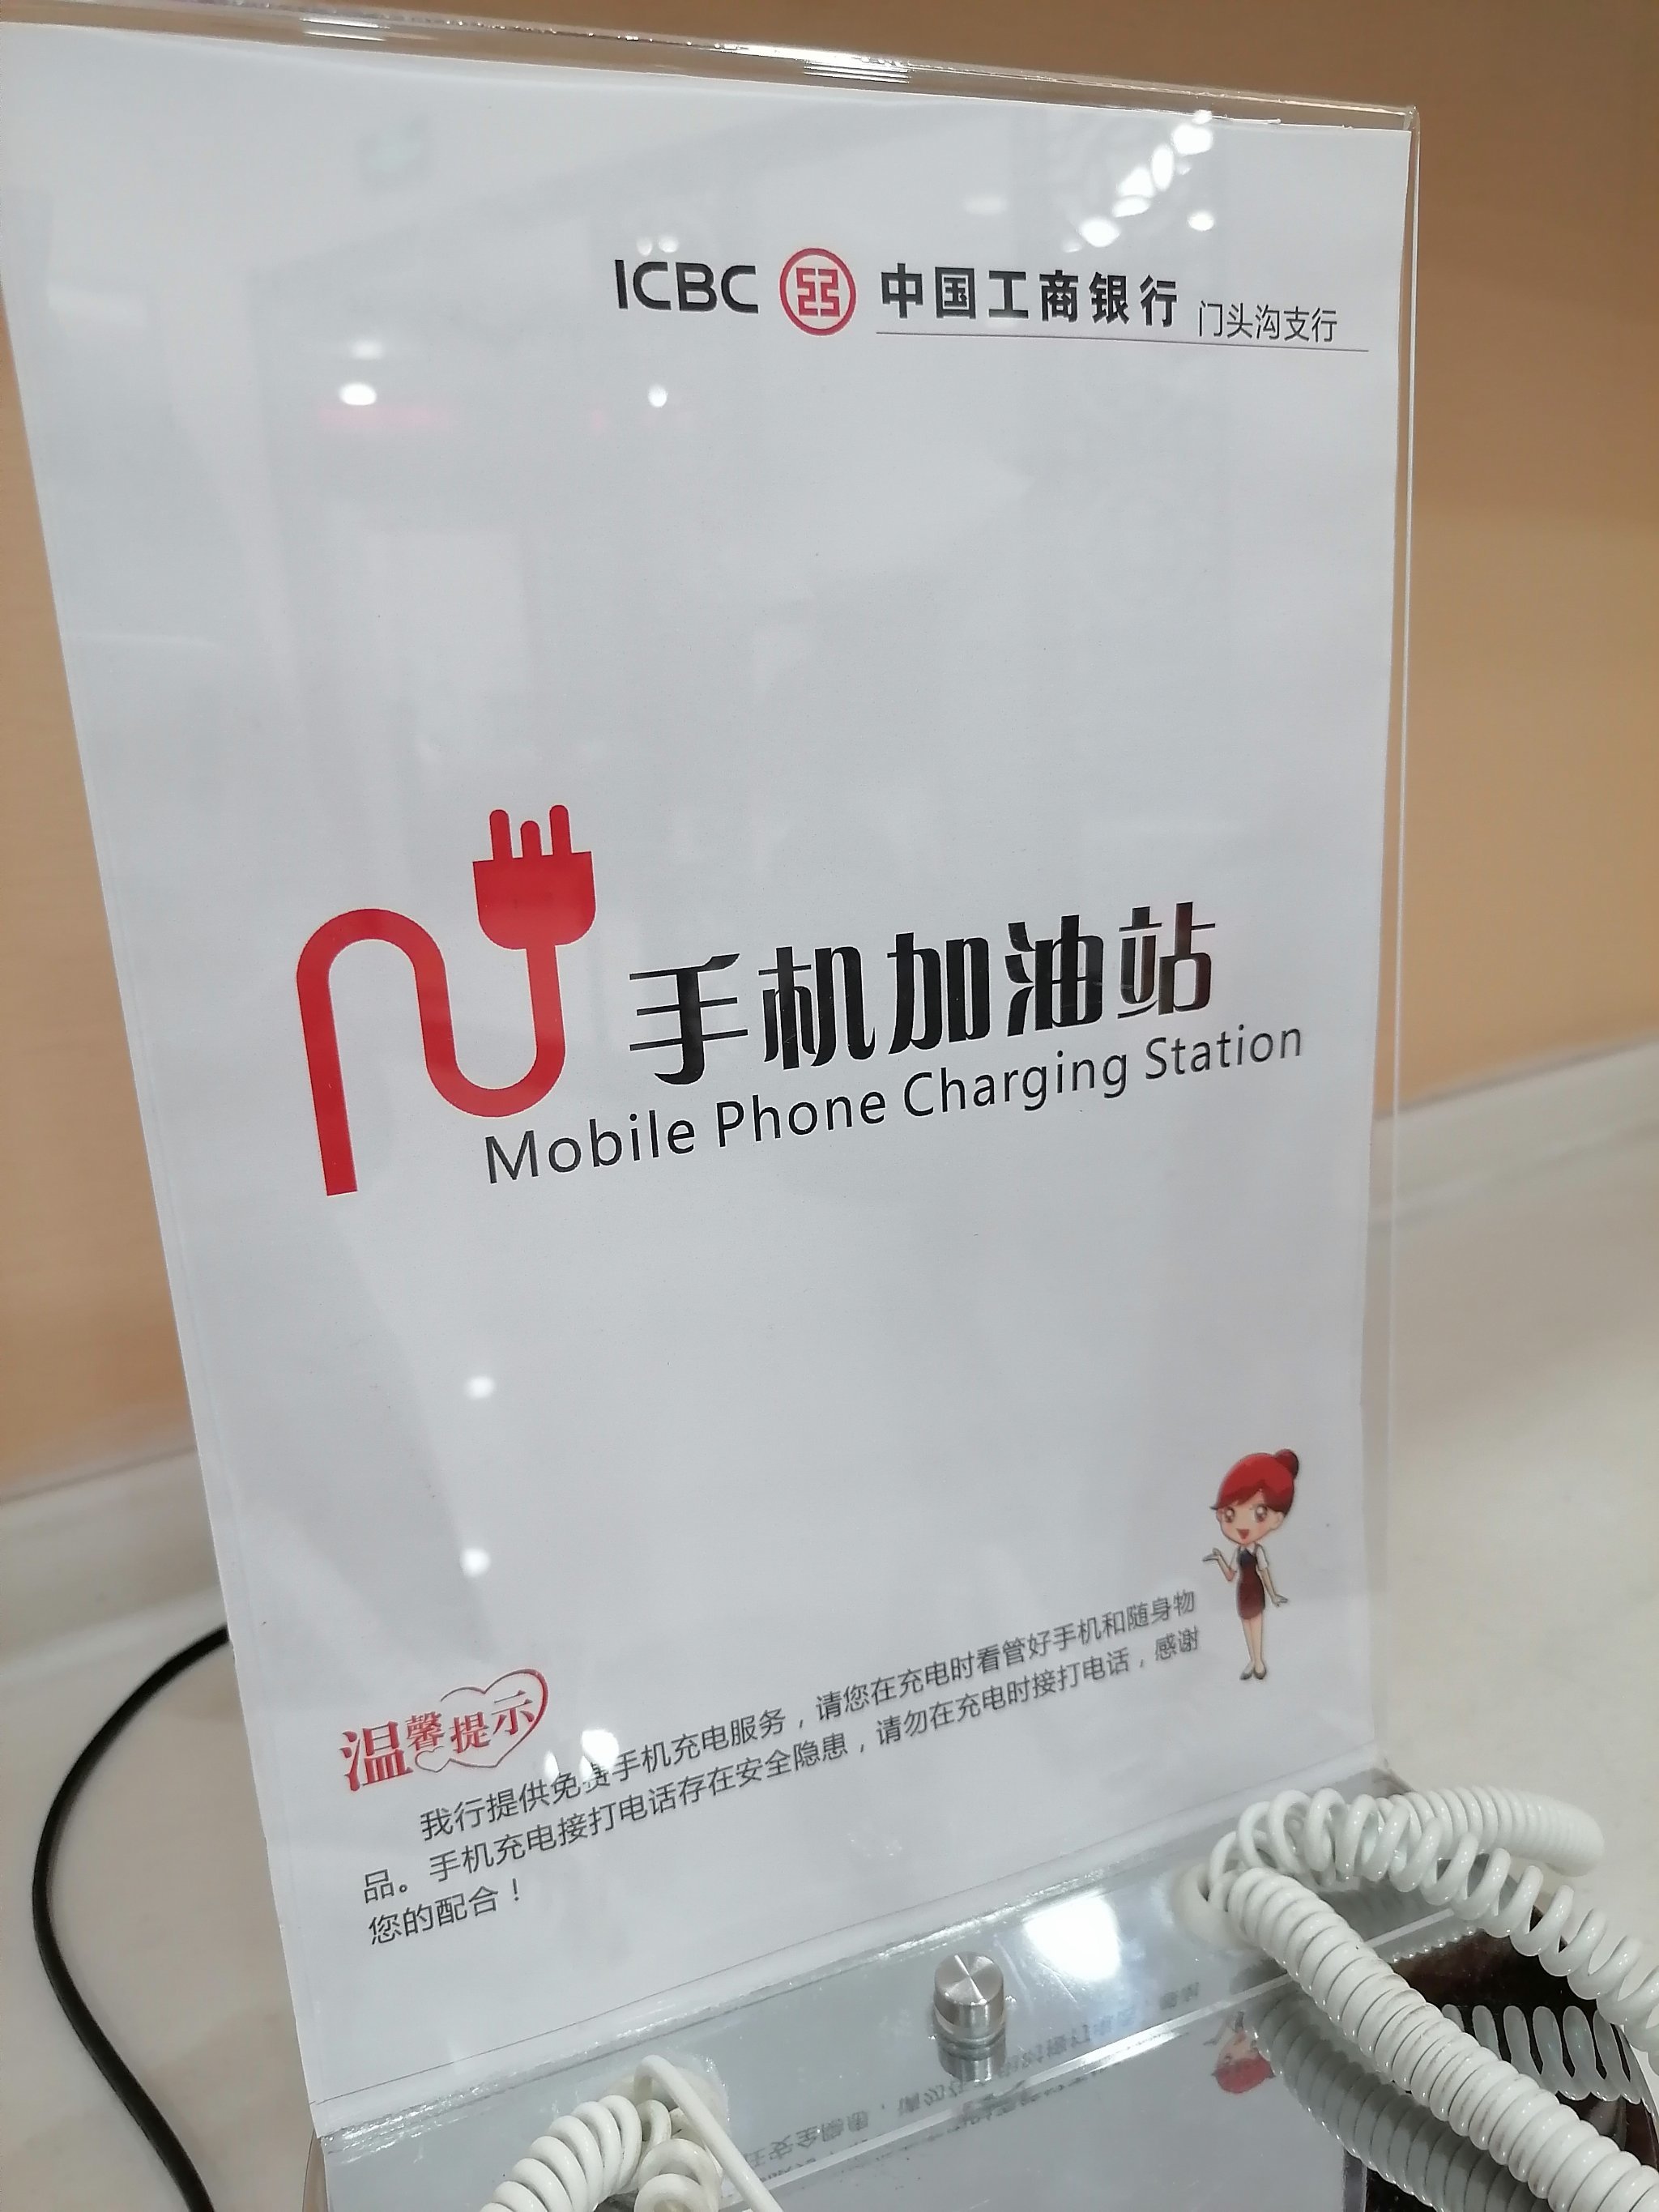 ICBC 中国工商银行 门头沟支行
手机加油站
Mobile Phone Charging Station
温馨提示
我行提供免费手机充电服务，请您在充电时看管好手机和随身物
品。手机充电接打电话存在安全隐患，请勿在充电时接打电话，感谢
您的配合！